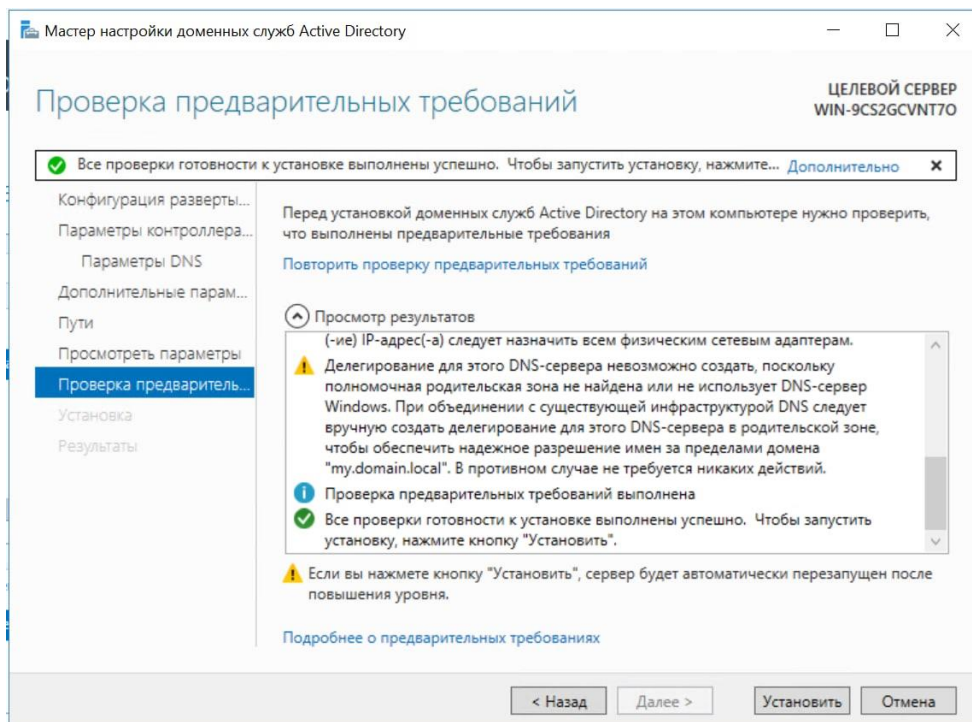 Мастер настройки доменных служб Active Directory
Проверка предварительных требований
ЦЕЛЕВОЙ СЕРВЕР
WIN-9CS2GCVNT7O
Все проверки готовности к установке выполнены успешно. Чтобы запустить установку, нажмите... Дополнительно
Конфигурация разверты...
Параметры контроллера...
Параметры DNS
Дополнительные парам...
Пути
Просмотреть параметры
Проверка предваритель...
Установка
Результаты
Перед установкой доменных служб Active Directory на этом компьютере нужно проверить,
что выполнены предварительные требования
Повторить проверку предварительных требований
Просмотр результатов
(-ие) IP-адрес(-а) следует назначить всем физическим сетевым адаптерам.
Делегирование для этого DNS-сервера невозможно создать, поскольку
полномочная родительская зона не найдена или не использует DNS-сервер
Windows. При объединении с существующей инфраструктурой DNS следует
вручную создать делегирование для этого DNS-сервера в родительской зоне,
чтобы обеспечить надежное разрешение имен за пределами домена
"my.domain.local". В противном случае не требуется никаких действий.
Проверка предварительных требований выполнена
Все проверки готовности к установке выполнены успешно. Чтобы запустить
установку, нажмите кнопку "Установить".
Если вы нажмете кнопку "Установить", сервер будет автоматически перезапущен после
повышения уровня.
Подробнее о предварительных требованиях
< Назад
Далее >
Установить
Отмена